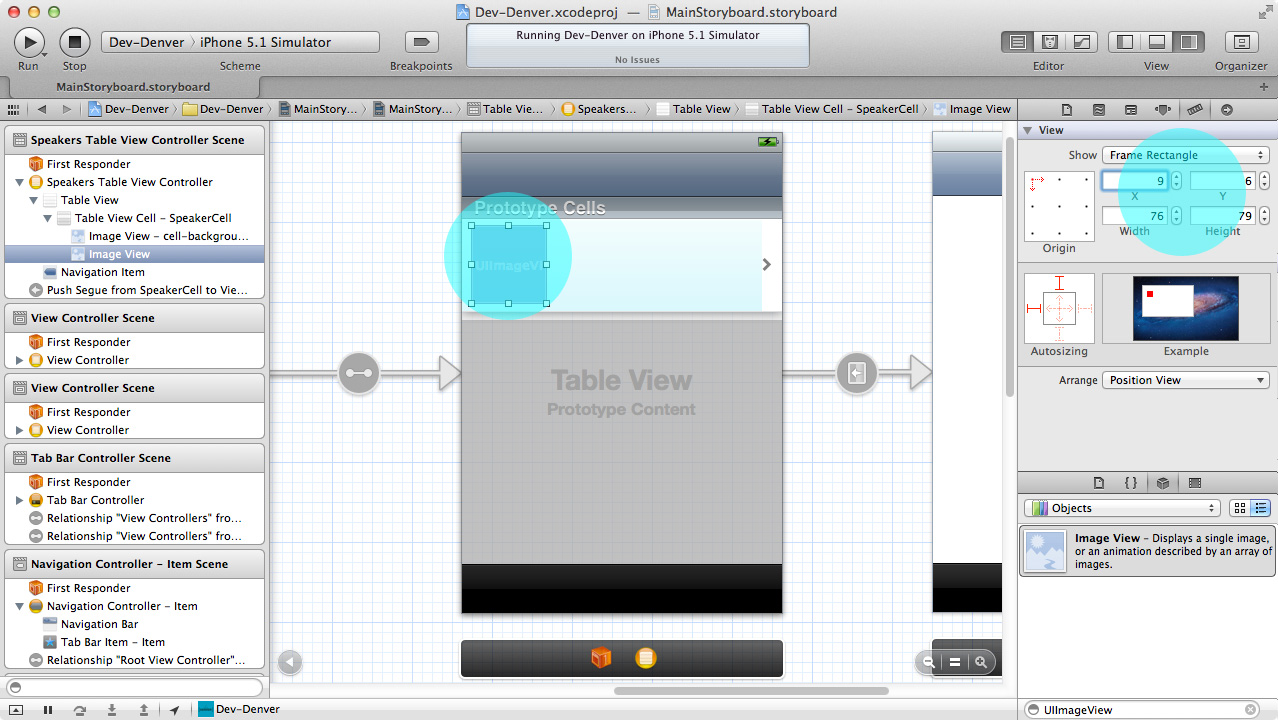 Dev-Denver.xcodeproj — MainStoryboard.storyboard
Dev-Denver › iPhone 5.1 Simulator
Running Dev-Denver on iPhone 5.1 Simulator
No Issues
Run
Stop
Scheme
Breakpoints
Editor
View
Organizer
MainStoryboard.storyboard
Dev-Denver
Dev-Denver
MainStory...
MainStory...
Table Vie...
Speakers...
Table View
Table View Cell – SpeakerCell
Image View
Speakers Table View Controller Scene
First Responder
Speakers Table View Controller
Table View
Table View Cell – SpeakerCell
Image View – cell-backgrou...
Image View
Navigation Item
Push Segue from SpeakerCell to Vie...
View Controller Scene
First Responder
View Controller
View Controller Scene
First Responder
View Controller
Tab Bar Controller Scene
First Responder
Tab Bar Controller
Relationship "View Controllers" fro...
Relationship "View Controllers" fro...
Navigation Controller – Item Scene
First Responder
Navigation Controller – Item
Navigation Bar
Tab Bar Item – Item
Relationship "Root View Controller"...
Dev-Denver
Prototype Cells
UIImageVi
Table View
Prototype Content
View
Show
Frame Rectangle
9
6
X
Y
76
79
Width
Height
Origin
Autosizing
Example
Arrange
Position View
{ }
Objects
Image View – Displays a single image,
or an animation described by an array of
images.
UIImageView